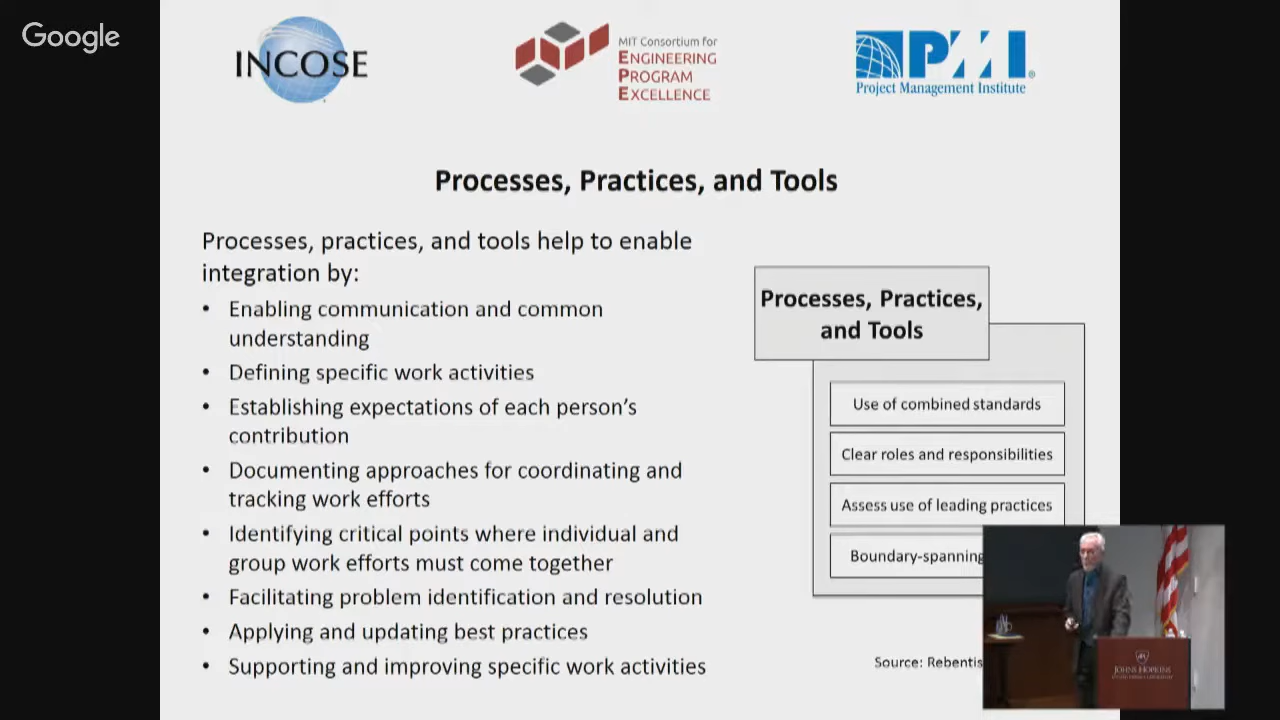 Google
INCOSE
MIT Consortium for
ENGINEERING
PROGRAM
EXCELLENCE
PMI®
Project Management Institute
Processes, Practices, and Tools
Processes, practices, and tools help to enable
integration by:
• Enabling communication and common
understanding
• Defining specific work activities
• Establishing expectations of each person's
contribution
• Documenting approaches for coordinating and
tracking work efforts
• Identifying critical points where individual and
group work efforts must come together
• Facilitating problem identification and resolution
• Applying and updating best practices
• Supporting and improving specific work activities
Processes, Practices,
and Tools
Use of combined standards
Clear roles and responsibilities
Assess use of leading practices
Boundary-spanning
Source: Rebentis
JOHNS HOPKINS